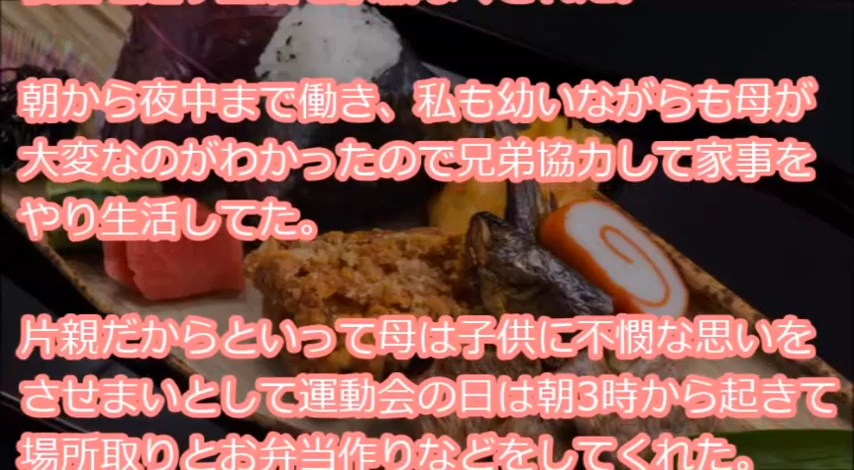 朝から夜中まで働き、私も幼いながらも母が
大変なのがわかったので兄弟協力して家事を
やり生活してた。
片親だからといって母は子供に不憫な思いを
させまいとして運動会の日は朝3時から起きて
場所取りとお弁当作りなどをしてくれた。